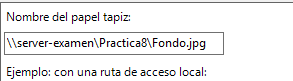 Nombre del papel tapiz:
\\server-examen\Practica8\Fondo.jpg
Ejemplo: con una ruta de acceso local: